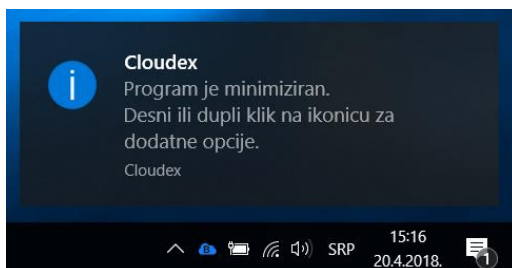 Cloudex
Program je minimiziran.
Desni ili dupli klik na ikonicu za
dodatne opcije.
Cloudex
SRP
15:16
20.4.2018.
1